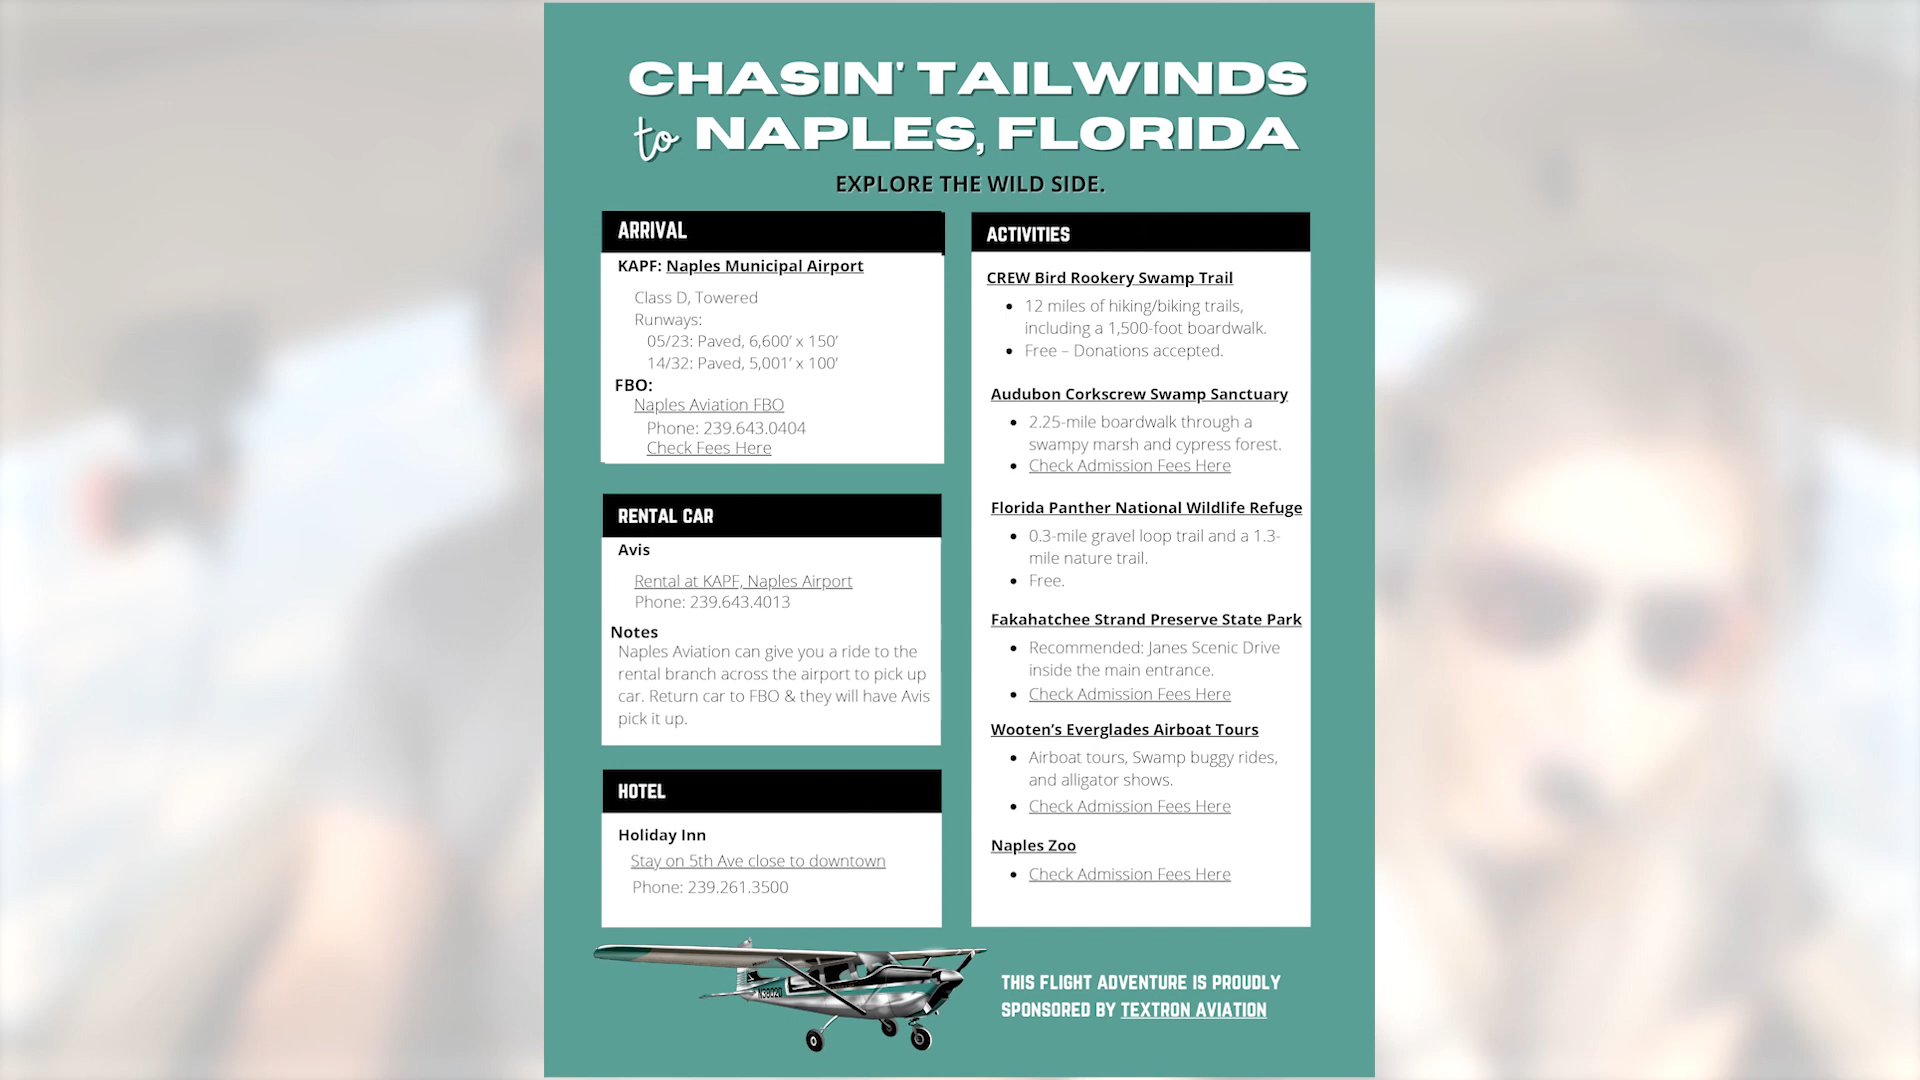 CHASIN' TAILWINDS
to NAPLES, FLORIDA
EXPLORE THE WILD SIDE.
ARRIVAL
KAPF: Naples Municipal Airport
Class D, Towered
Runways:
05/23: Paved, 6,600’ x 150’
14/32: Paved, 5,001’ x 100’
FBO:
Naples Aviation FBO
Phone: 239.643.0404
Check Fees Here
RENTAL CAR
Avis
Rental at KAPF, Naples Airport
Phone: 239.643.4013
Notes
Naples Aviation can give you a ride to the
rental branch across the airport to pick up
car. Return car to FBO & they will have Avis
pick it up.
HOTEL
Holiday Inn
Stay on 5th Ave close to downtown
Phone: 239.261.3500
ACTIVITIES
CREW Bird Rookery Swamp Trail
• 12 miles of hiking/biking trails,
including a 1,500-foot boardwalk.
• Free – Donations accepted.
Audubon Corkscrew Swamp Sanctuary
• 2.25-mile boardwalk through a
swampy marsh and cypress forest.
• Check Admission Fees Here
Florida Panther National Wildlife Refuge
• 0.3-mile gravel loop trail and a 1.3-
mile nature trail.
• Free.
Fakahatchee Strand Preserve State Park
• Recommended: Janes Scenic Drive
inside the main entrance.
• Check Admission Fees Here
Wooten’s Everglades Airboat Tours
• Airboat tours, Swamp buggy rides,
and alligator shows.
• Check Admission Fees Here
Naples Zoo
• Check Admission Fees Here
N3802D
THIS FLIGHT ADVENTURE IS PROUDLY
SPONSORED BY TEXTRON AVIATION